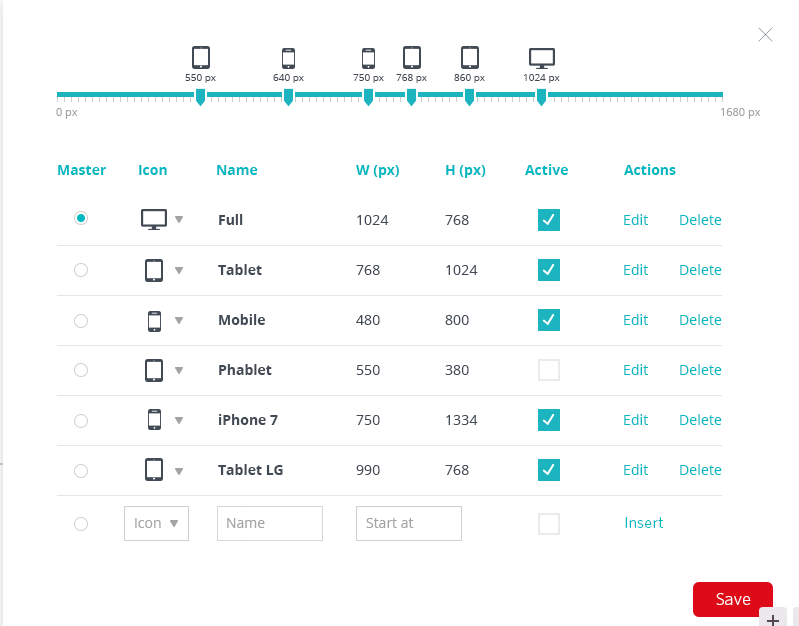 550 px 640 px 750 px 768 px 860 px 1024 px
0 px 1680 px
Master Icon Name W (px) H (px) Active Actions
Full 1024 768 Edit Delete
Tablet 768 1024 Edit Delete
Mobile 480 800 Edit Delete
Phablet 550 380 Edit Delete
iPhone 7 750 1334 Edit Delete
Tablet LG 990 768 Edit Delete
Icon Name Start at Insert
Save